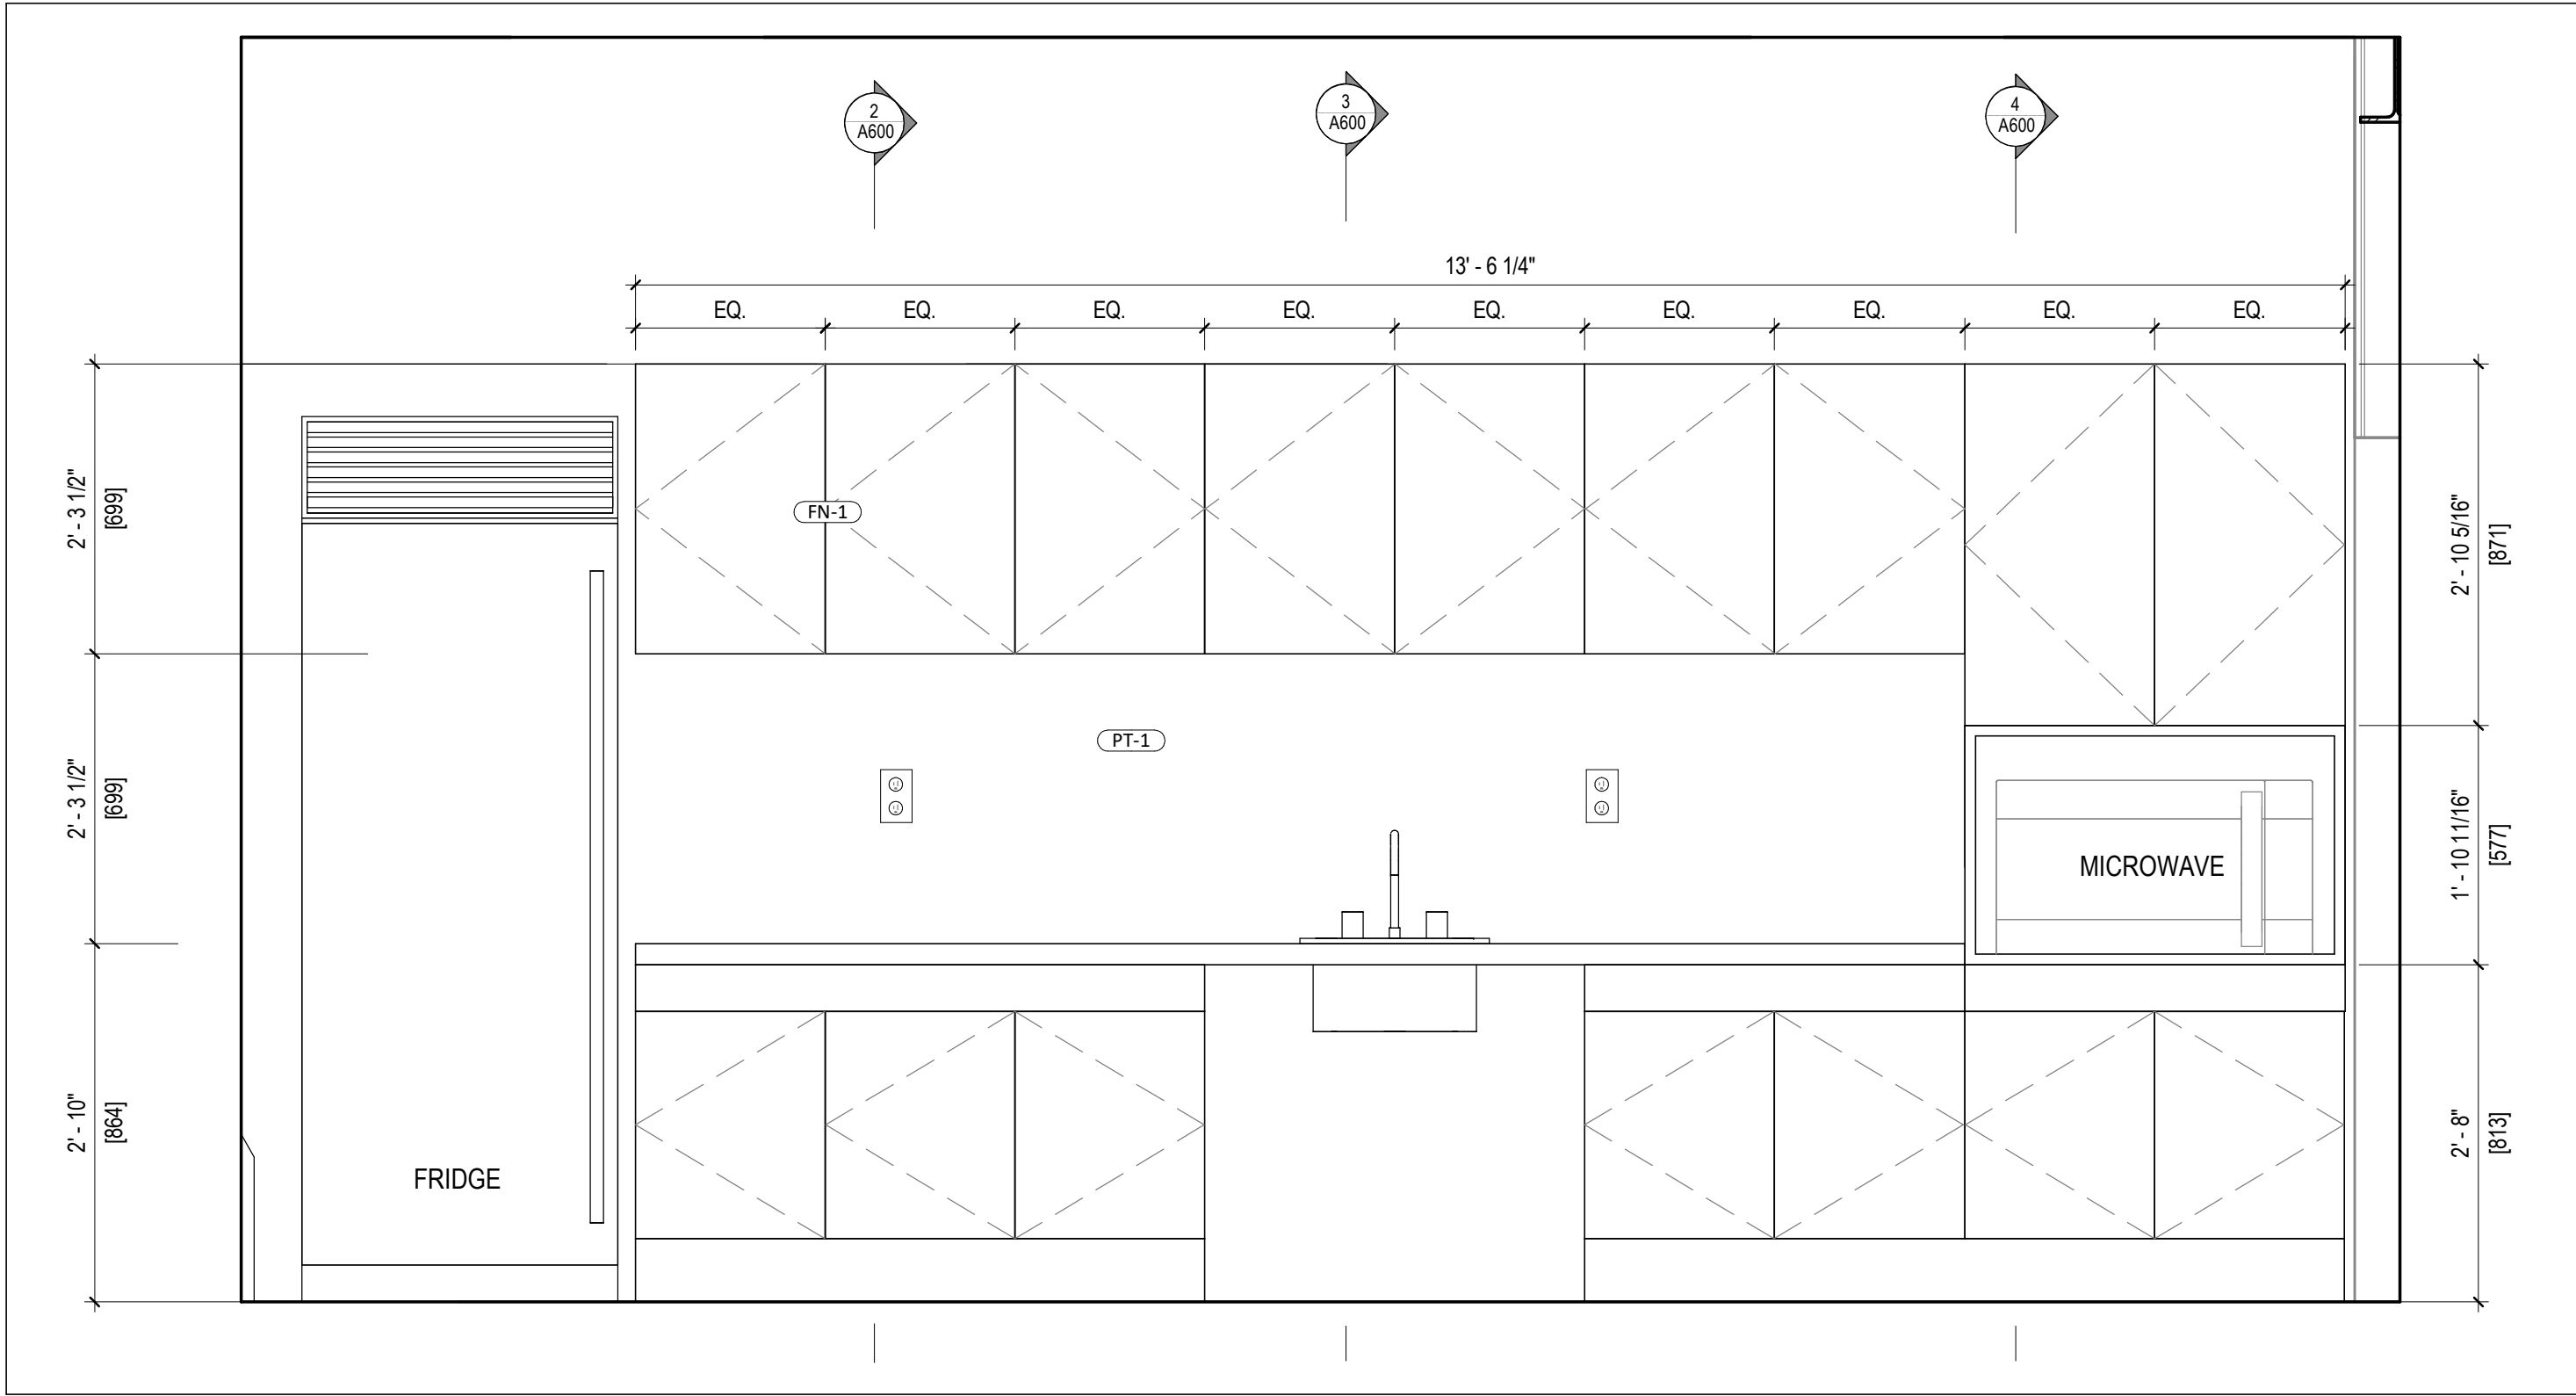 2
A600
3
A600
4
A600
13' - 6 1/4"
EQ.
EQ.
EQ.
EQ.
EQ.
EQ.
EQ.
EQ.
EQ.
2' - 3 1/2"
[699]
FN-1
2' - 10 5/16"
[871]
PT-1
2' - 3 1/2"
[699]
MICROWAVE
1' - 10 11/16"
[577]
2' - 10"
[864]
FRIDGE
2' - 8"
[813]